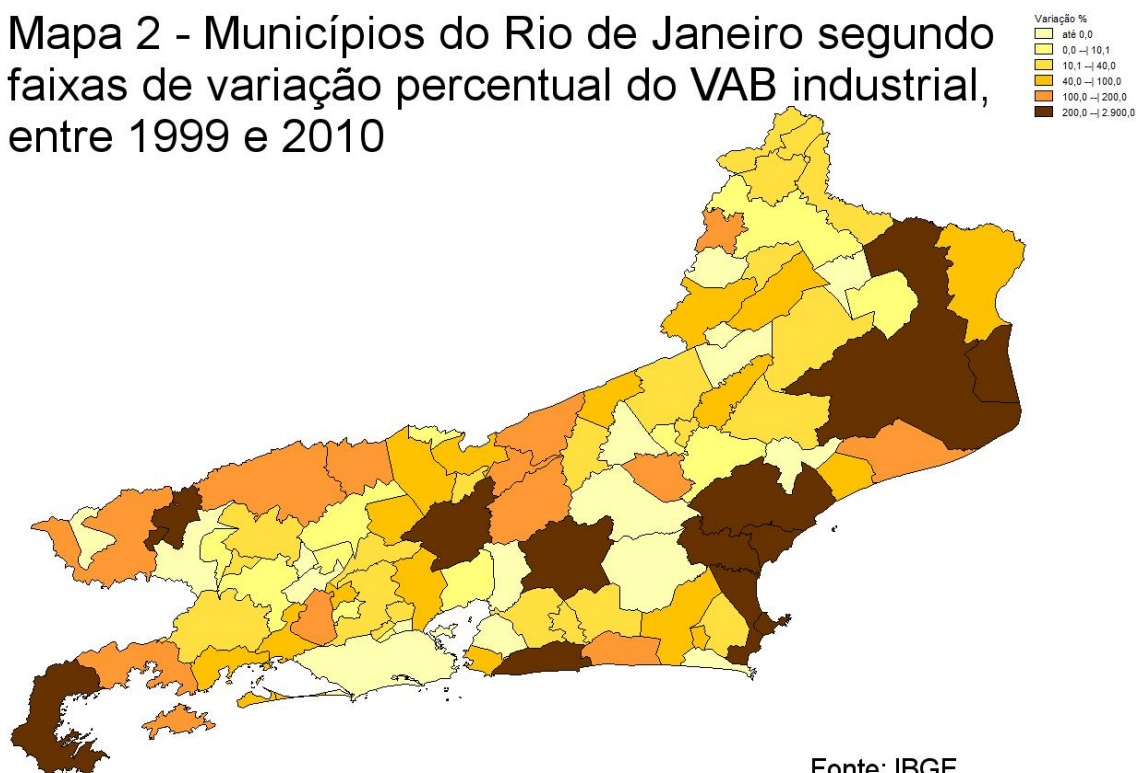 Mapa 2 - Municípios do Rio de Janeiro segundo
faixas de variação percentual do VAB industrial,
entre 1999 e 2010
Variação %
até 0,0
0,0 --| 10,1
10,1 --| 40,0
40,0 --| 100,0
100,0 --| 200,0
200,0 --| 2.900,0
Fonte: IBGE